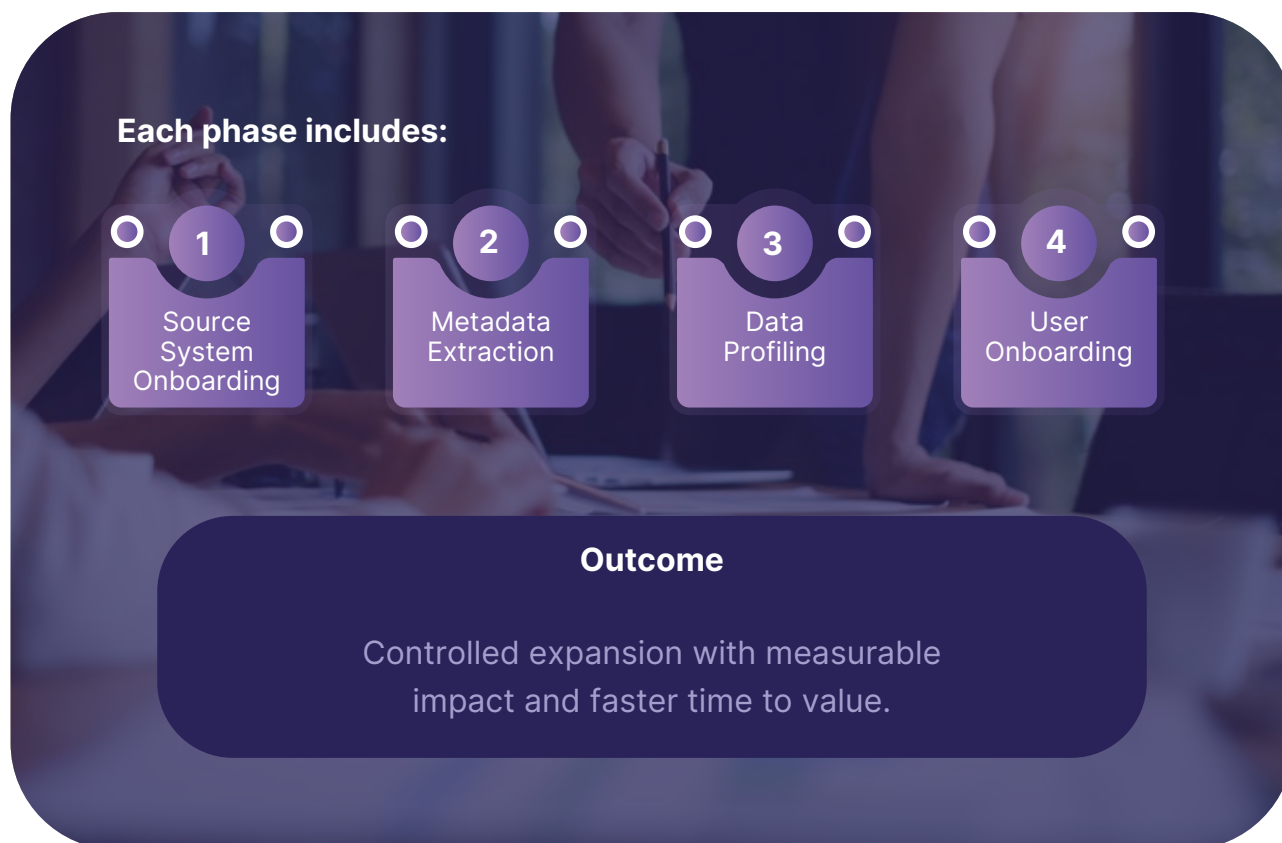 Each phase includes:
1
Source
System
Onboarding
2
Metadata
Extraction
3
Data
Profiling
4
User
Onboarding
Outcome
Controlled expansion with measurable
impact and faster time to value.